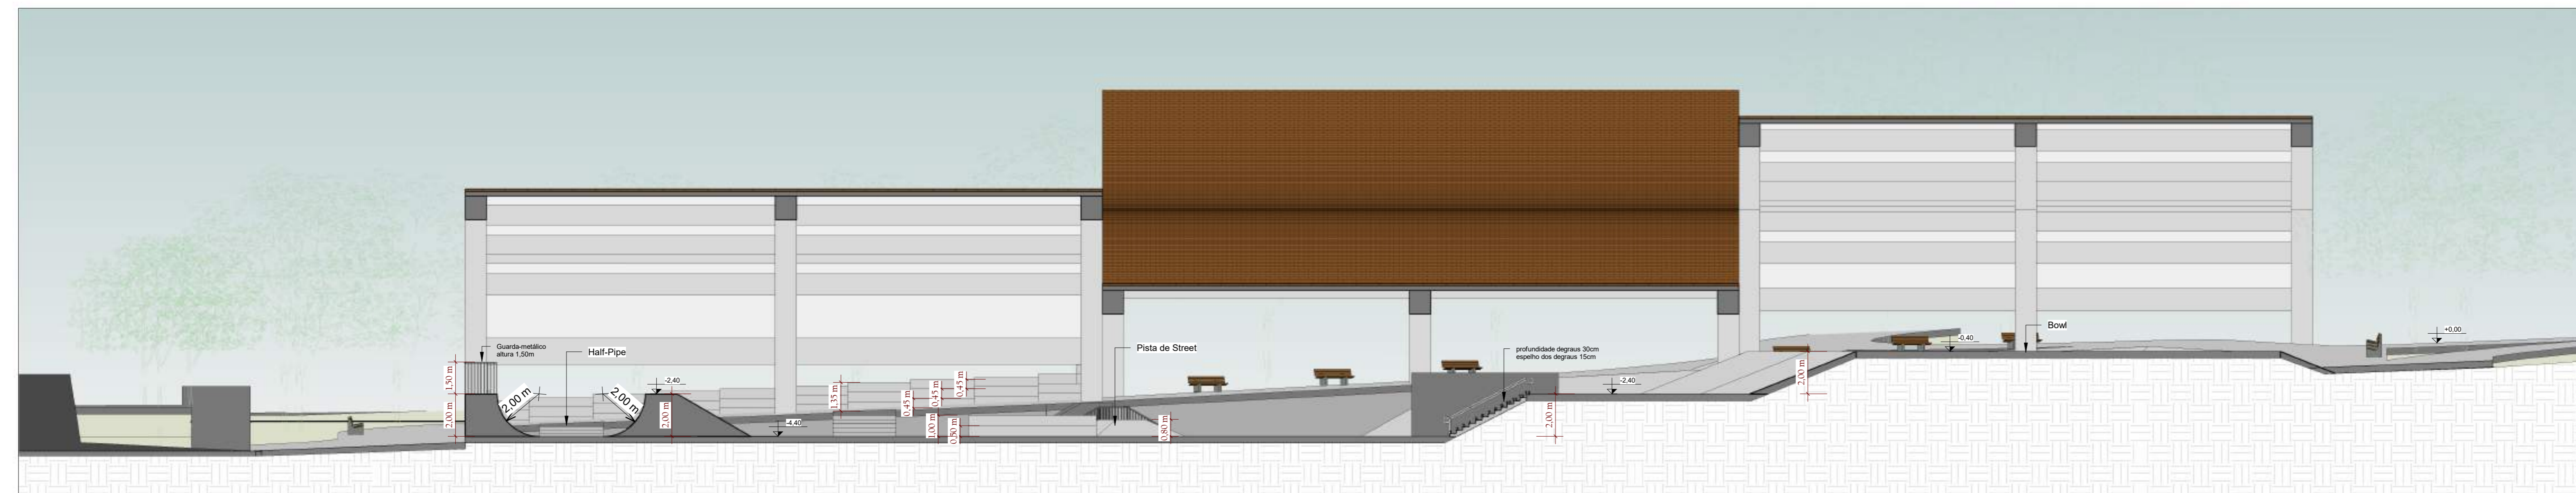 Guarda-metálico
altura 1,50m
Half-Pipe
1,50 m
2,00 m
2,00 m
2,00 m
2,00 m
-2,40
-4,40
1,35 m
0,45 m
0,45 m
0,45 m
1,00 m
0,50 m
Pista de Street
0,80 m
profundidade degraus 30cm
espelho dos degraus 15cm
2,00 m
-2,40
2,00 m
-0,40
Bowl
+0,00